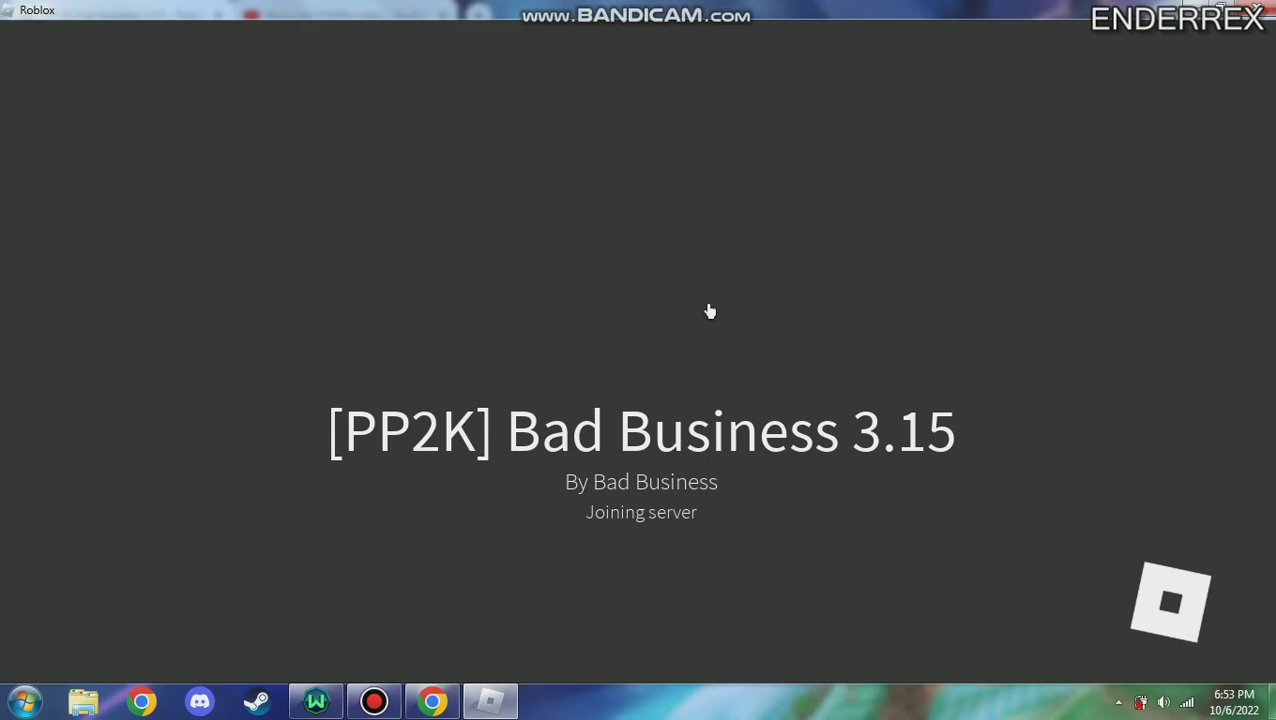 Roblox
www.BANDICAM.com
ENDERREX
[PP2K] Bad Business 3.15
By Bad Business
Joining server
6:53 PM
10/6/2022